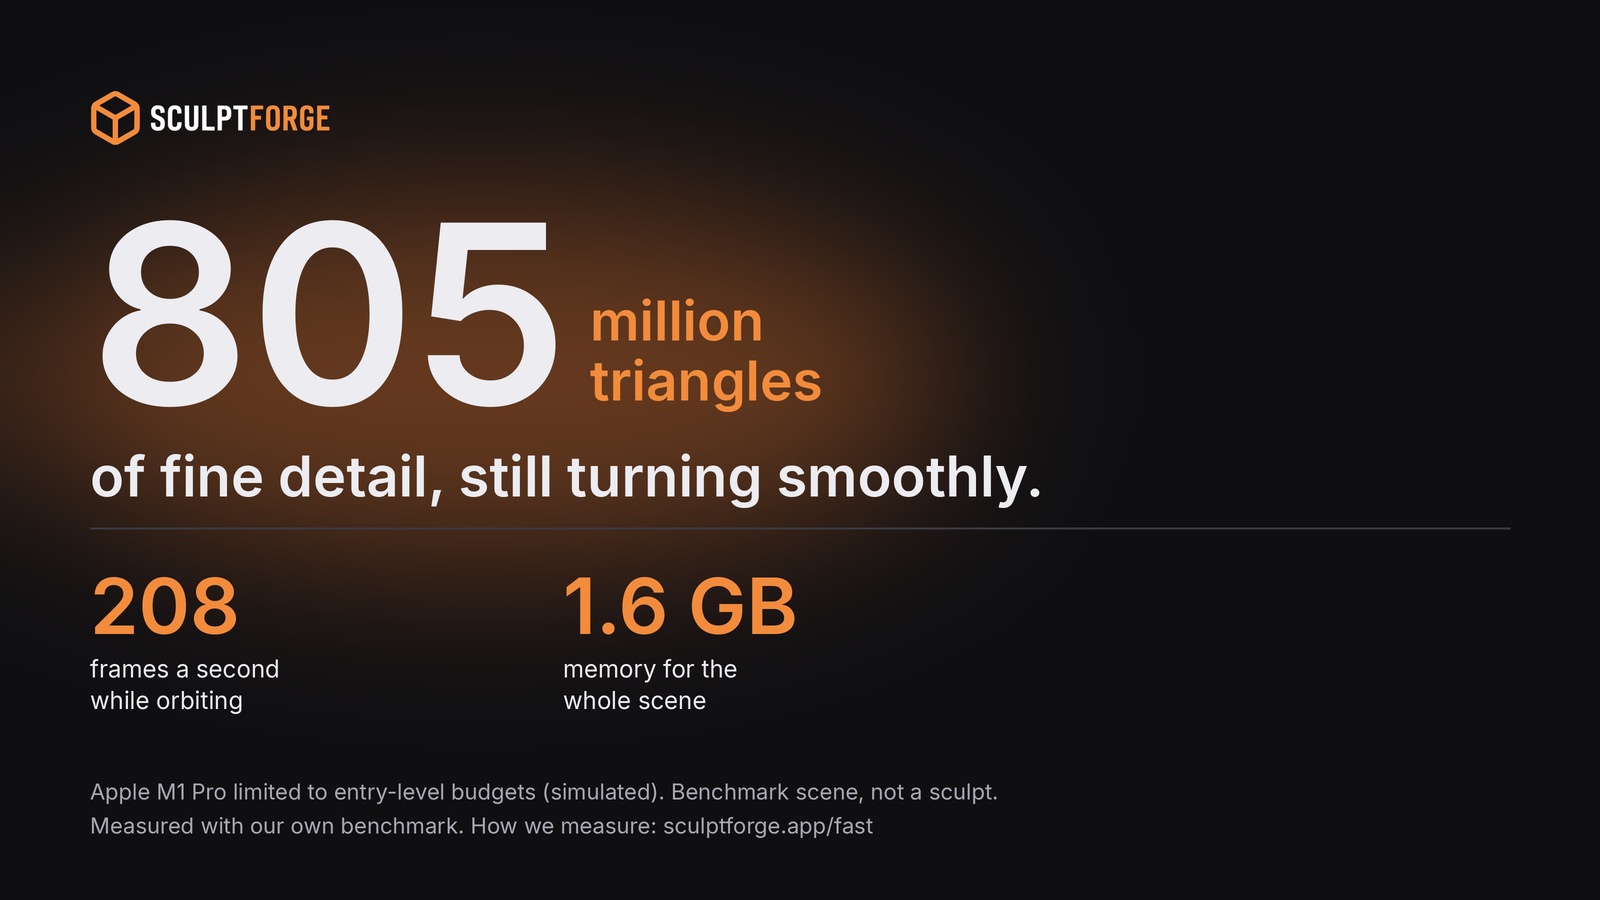 SCULPTFORGE
805 million
triangles
of fine detail, still turning smoothly.
208
frames a second
while orbiting
1.6 GB
memory for the
whole scene
Apple M1 Pro limited to entry-level budgets (simulated). Benchmark scene, not a sculpt.
Measured with our own benchmark. How we measure: sculptforge.app/fast